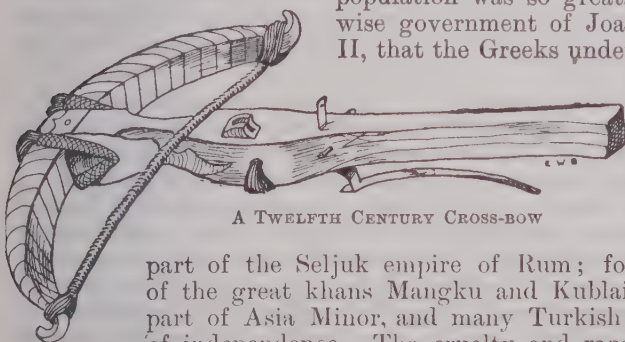 population was so great
wise government of Joa
II, that the Greeks unde
C W B
A TWELFTH CENTURY CROSS-BOW
part of the Seljuk empire of Rum; fo
of the great khans Mangku and Kublai
part of Asia Minor, and many Turkish
of independence. The cruelty and